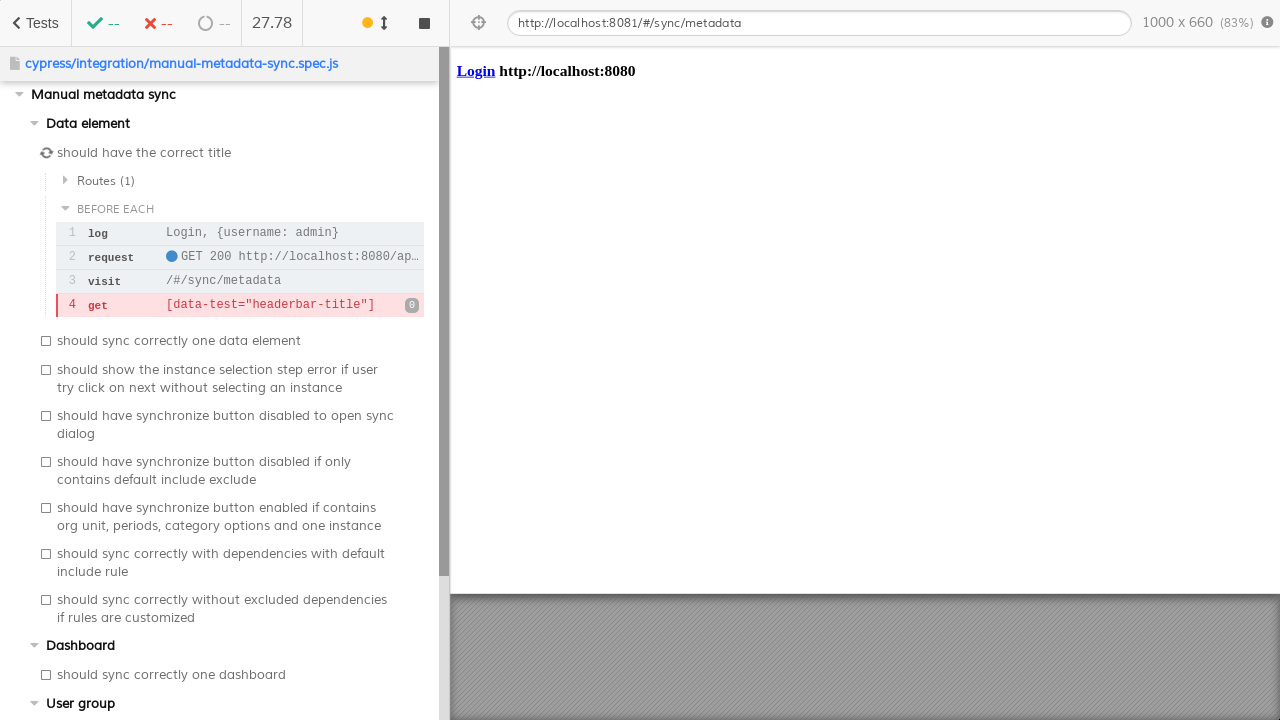 Tests
--
--
--
27.78
http://localhost:8081/#/sync/metadata
1000 x 660 (83%)
cypress/integration/manual-metadata-sync.spec.js
Login http://localhost:8080
Manual metadata sync
Data element
should have the correct title
Routes (1)
BEFORE EACH
1 log Login, {username: admin}
2 request GET 200 http://localhost:8080/ap…
3 visit /#/sync/metadata
4 get [data-test="headerbar-title"] 0
should sync correctly one data element
should show the instance selection step error if user
try click on next without selecting an instance
should have synchronize button disabled to open sync
dialog
should have synchronize button disabled if only
contains default include exclude
should have synchronize button enabled if contains
org unit, periods, category options and one instance
should sync correctly with dependencies with default
include rule
should sync correctly without excluded dependencies
if rules are customized
Dashboard
should sync correctly one dashboard
User group